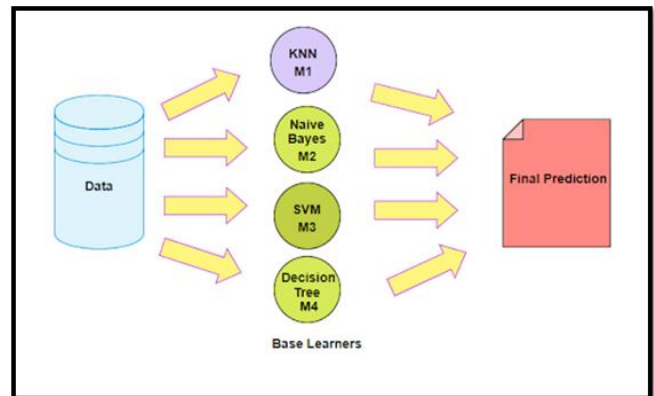 KNN
M1
Naive
Bayes
M2
Data
SVM
M3
Final Prediction
Decision
Tree
M4
Base Learners